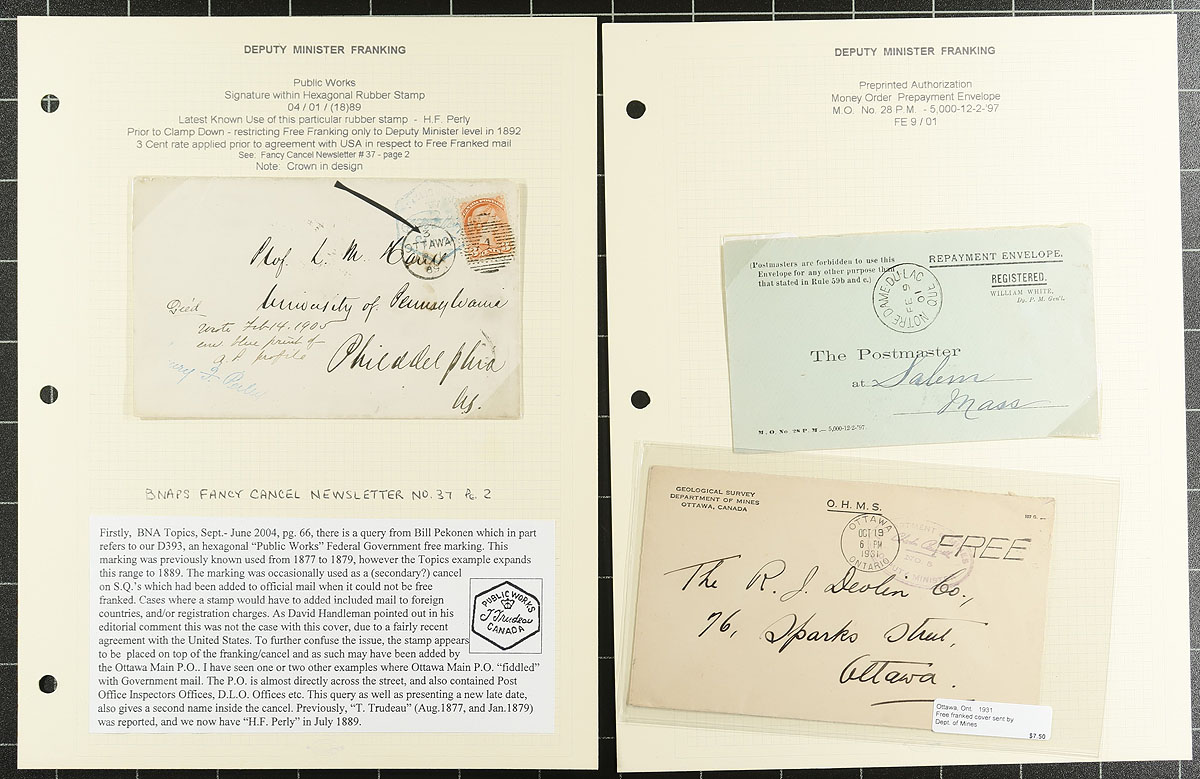 DEPUTY MINISTER FRANKING
Public Works
Signature within Hexagonal Rubber Stamp
04 / 01 / (18)89
Latest Known Use of this particular rubber stamp - H.F. Perly
Prior to Clamp Down - restricting Free Franking only to Deputy Minister level in 1892
3 Cent rate applied prior to agreement with USA in respect to Free Franked mail
See: Fancy Cancel Newsletter # 37 - page 2
Note: Crown in design
OTTAWA
Prof. L. M.
University of Pennsylvania
Philadelphia
US.
Wrote Feb 14. 1905
blue print of
profile
BNAPS FANCY CANCEL NEWSLETTER NO. 37 Pg. 2
Firstly, BNA Topics, Sept.- June 2004, pg. 66, there is a query from Bill Pekonen which in part
refers to our D393, an hexagonal “Public Works” Federal Government free marking. This
marking was previously known used from 1877 to 1879, however the Topics example expands
this range to 1889. The marking was occasionally used as a (secondary?) cancel
on S.Q.’s which had been added to official mail when it could not be free
franked. Cases where a stamp would have to added included mail to foreign
countries, and/or registration charges. As David Handleman pointed out in his
editorial comment this was not the case with this cover, due to a fairly recent
agreement with the United States. To further confuse the issue, the stamp appears
to be placed on top of the franking/cancel and as such may have been added by
the Ottawa Main P.O.. I have seen one or two other examples where Ottawa Main P.O. “fiddled”
with Government mail. The P.O. is almost directly across the street, and also contained Post
Office Inspectors Offices, D.L.O. Offices etc. This query as well as presenting a new late date,
also gives a second name inside the cancel. Previously, “T. Trudeau” (Aug.1877, and Jan.1879)
was reported, and we now have “H.F. Perly” in July 1889.
PUBLIC WORKS
T Trudeau
CANADA
DEPUTY MINISTER FRANKING
Preprinted Authorization
Money Order Prepayment Envelope
M.O. No. 28 P.M. - 5,000-12-2-'97
FE 9 / 01
(Postmasters are forbidden to use this
Envelope for any other purpose than
that stated in Rule 59b and c.)
REPAYMENT ENVELOPE.
REGISTERED.
WILLIAM WHITE,
Dy. P. M. Gen'l.
NOTRE DAME DU LAC QUE
FE 9
01
The Postmaster
at Salem
Mass
M. O. No. 28 P. M.— 5,000-12-2-'97.
GEOLOGICAL SURVEY
DEPARTMENT OF MINES
OTTAWA, CANADA
O. H. M. S.
OTTAWA
OCT 19
6 PM
1931
ONTARIO
FREE
The R. J. Devlin Co.,
76, Sparks Street,
Ottawa.
Ottawa, Ont. 1931
Free franked cover sent by
Dept. of Mines
$7.50